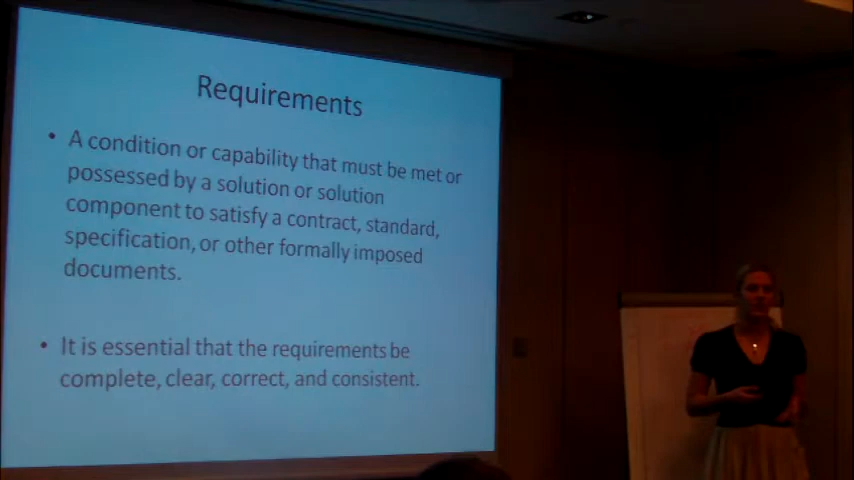 Requirements
• A condition or capability that must be met or
possessed by a solution or solution
component to satisfy a contract, standard,
specification, or other formally imposed
documents.
• It is essential that the requirements be
complete, clear, correct, and consistent.